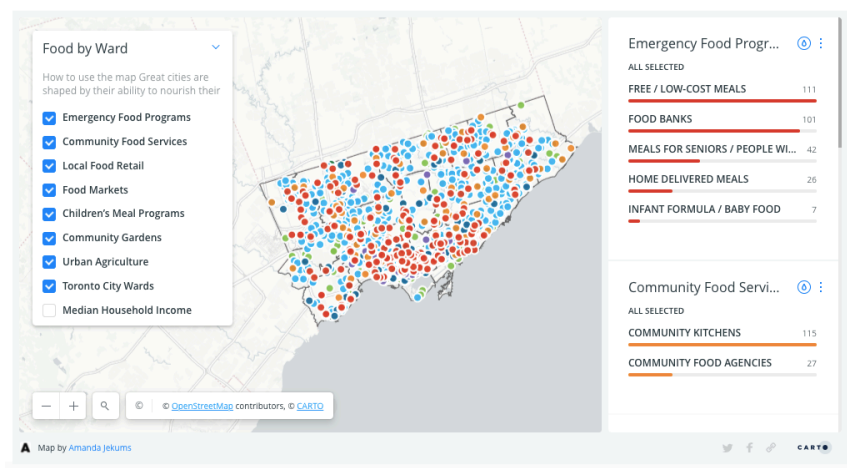 Food by Ward
How to use the map Great cities are
shaped by their ability to nourish their
Emergency Food Programs
Community Food Services
Local Food Retail
Food Markets
Children's Meal Programs
Community Gardens
Urban Agriculture
Toronto City Wards
Median Household Income
© © OpenStreetMap contributors, © CARTO
Map by Amanda Jekums
Emergency Food Progr...
ALL SELECTED
FREE / LOW-COST MEALS 111
FOOD BANKS 101
MEALS FOR SENIORS / PEOPLE WI... 42
HOME DELIVERED MEALS 26
INFANT FORMULA / BABY FOOD 7
Community Food Servi...
ALL SELECTED
COMMUNITY KITCHENS 115
COMMUNITY FOOD AGENCIES 27
CARTO